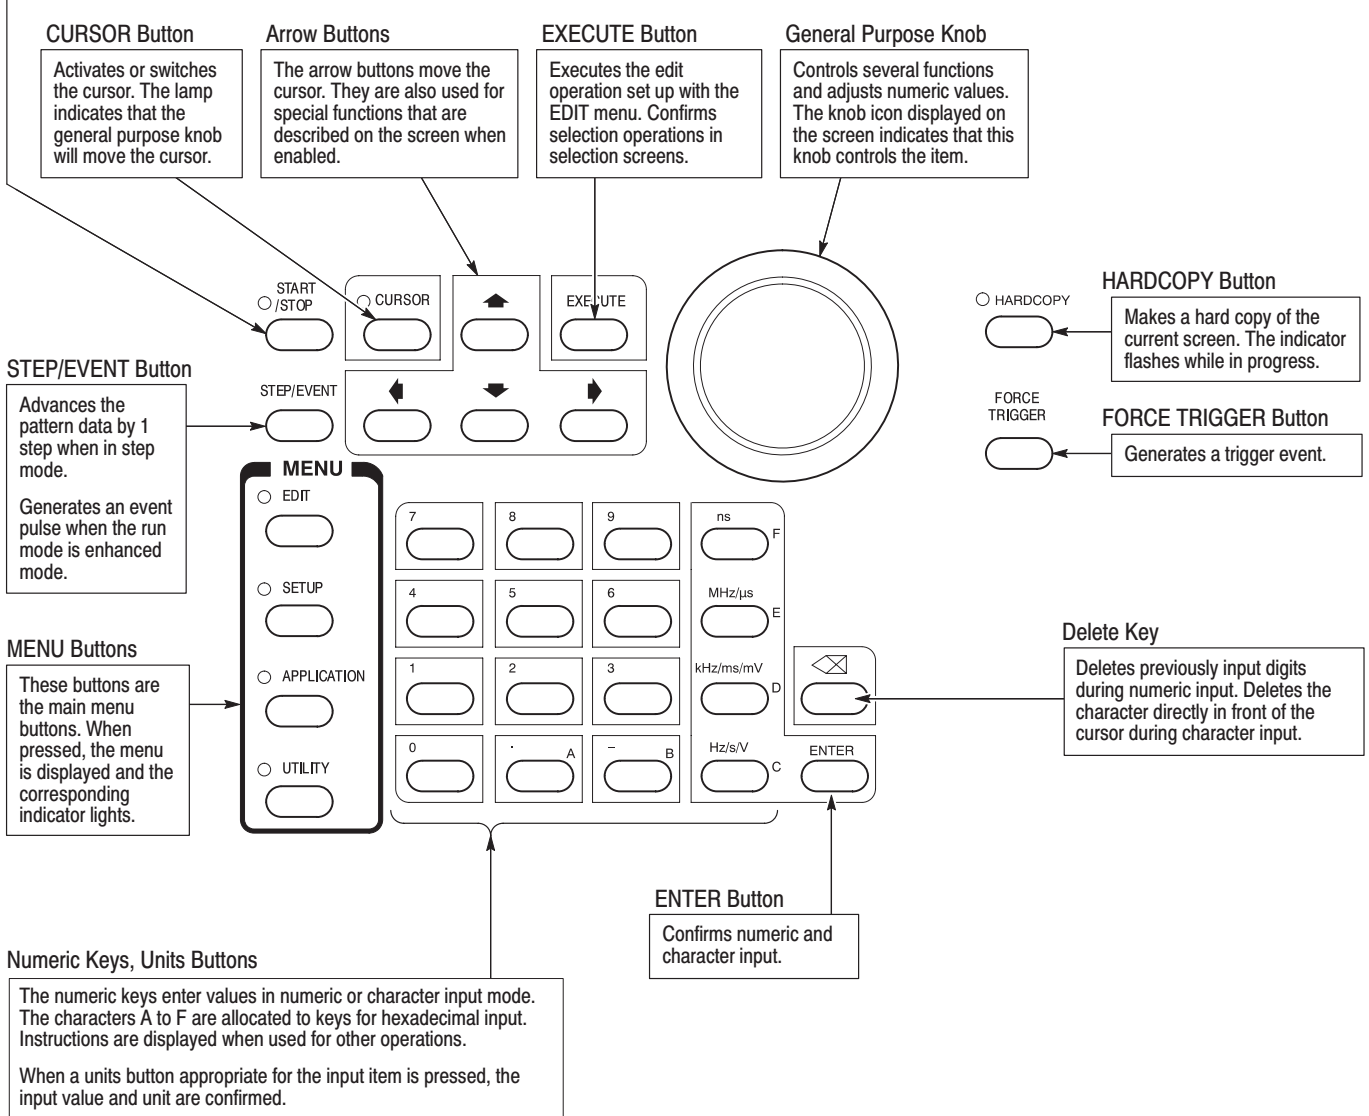 CURSOR Button
Activates or switches
the cursor. The lamp
indicates that the
general purpose knob
will move the cursor.
Arrow Buttons
The arrow buttons move the
cursor. They are also used for
special functions that are
described on the screen when
enabled.
EXECUTE Button
Executes the edit
operation set up with the
EDIT menu. Confirms
selection operations in
selection screens.
General Purpose Knob
Controls several functions
and adjusts numeric values.
The knob icon displayed on
the screen indicates that this
knob controls the item.
START
/STOP
CURSOR
EXECUTE
HARDCOPY
HARDCOPY Button
Makes a hard copy of the
current screen. The indicator
flashes while in progress.
STEP/EVENT Button
Advances the
pattern data by 1
step when in step
mode.
Generates an event
pulse when the run
mode is enhanced
mode.
STEP/EVENT
FORCE
TRIGGER
FORCE TRIGGER Button
Generates a trigger event.
MENU
EDIT
SETUP
APPLICATION
UTILITY
7
8
9
ns
F
4
5
6
MHz/µs
E
1
2
3
kHz/ms/mV
D
0
.
A
–
B
Hz/s/V
C
ENTER
MENU Buttons
These buttons are
the main menu
buttons. When
pressed, the menu
is displayed and the
corresponding
indicator lights.
Delete Key
Deletes previously input digits
during numeric input. Deletes the
character directly in front of the
cursor during character input.
ENTER Button
Confirms numeric and
character input.
Numeric Keys, Units Buttons
The numeric keys enter values in numeric or character input mode.
The characters A to F are allocated to keys for hexadecimal input.
Instructions are displayed when used for other operations.
When a units button appropriate for the input item is pressed, the
input value and unit are confirmed.